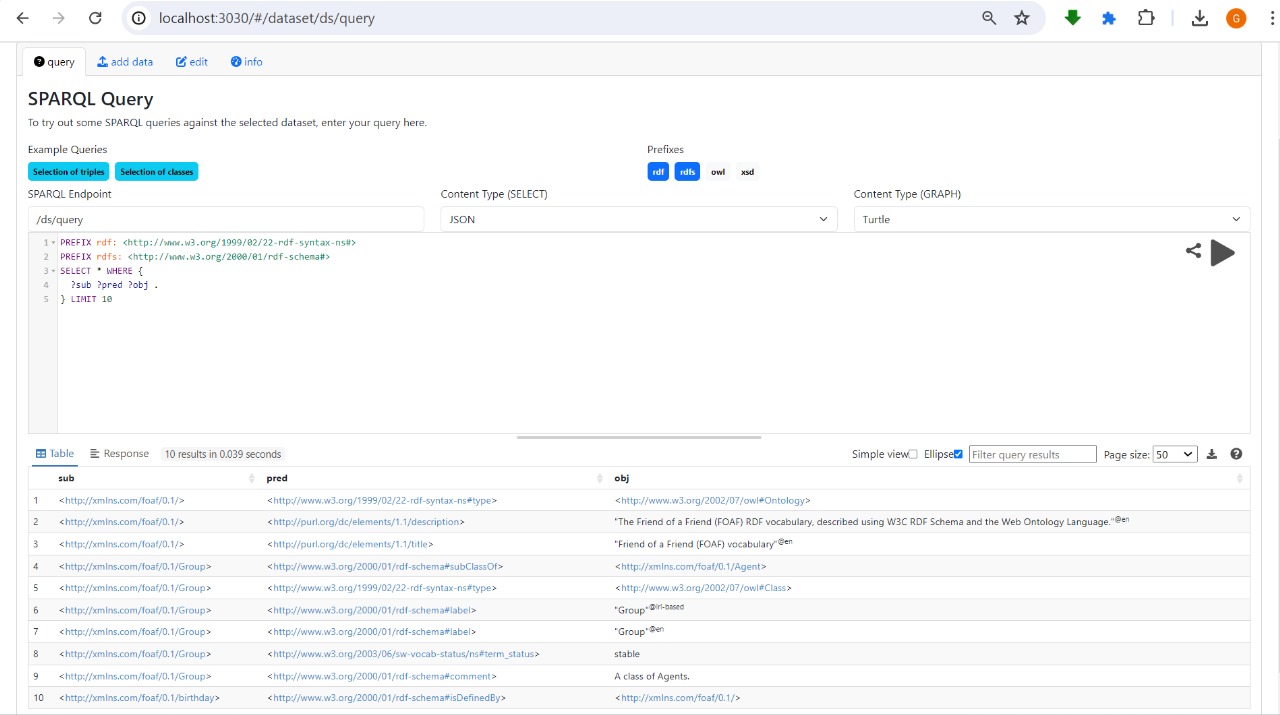 localhost:3030/#/dataset/ds/query
G
query add data edit info
SPARQL Query
To try out some SPARQL queries against the selected dataset, enter your query here.
Example Queries Prefixes
Selection of triples Selection of classes rdf rdfs owl xsd
SPARQL Endpoint Content Type (SELECT) Content Type (GRAPH)
/ds/query JSON Turtle
1 PREFIX rdf: <http://www.w3.org/1999/02/22-rdf-syntax-ns#>
2 PREFIX rdfs: <http://www.w3.org/2000/01/rdf-schema#>
3 SELECT * WHERE {
4 ?sub ?pred ?obj .
5 } LIMIT 10
Table Response 10 results in 0.039 seconds Simple view Ellipse Filter query results Page size: 50
sub pred obj
1 <http://xmlns.com/foaf/0.1/> <http://www.w3.org/1999/02/22-rdf-syntax-ns#type> <http://www.w3.org/2002/07/owl#Ontology>
2 <http://xmlns.com/foaf/0.1/> <http://purl.org/dc/elements/1.1/description> "The Friend of a Friend (FOAF) RDF vocabulary, described using W3C RDF Schema and the Web Ontology Language."@en
3 <http://xmlns.com/foaf/0.1/> <http://purl.org/dc/elements/1.1/title> "Friend of a Friend (FOAF) vocabulary"@en
4 <http://xmlns.com/foaf/0.1/Group> <http://www.w3.org/2000/01/rdf-schema#subClassOf> <http://xmlns.com/foaf/0.1/Agent>
5 <http://xmlns.com/foaf/0.1/Group> <http://www.w3.org/1999/02/22-rdf-syntax-ns#type> <http://www.w3.org/2002/07/owl#Class>
6 <http://xmlns.com/foaf/0.1/Group> <http://www.w3.org/2000/01/rdf-schema#label> "Group"@iri-based
7 <http://xmlns.com/foaf/0.1/Group> <http://www.w3.org/2000/01/rdf-schema#label> "Group"@en
8 <http://xmlns.com/foaf/0.1/Group> <http://www.w3.org/2003/06/sw-vocab-status/ns#term_status> stable
9 <http://xmlns.com/foaf/0.1/Group> <http://www.w3.org/2000/01/rdf-schema#comment> A class of Agents.
10 <http://xmlns.com/foaf/0.1/birthday> <http://www.w3.org/2000/01/rdf-schema#isDefinedBy> <http://xmlns.com/foaf/0.1/>